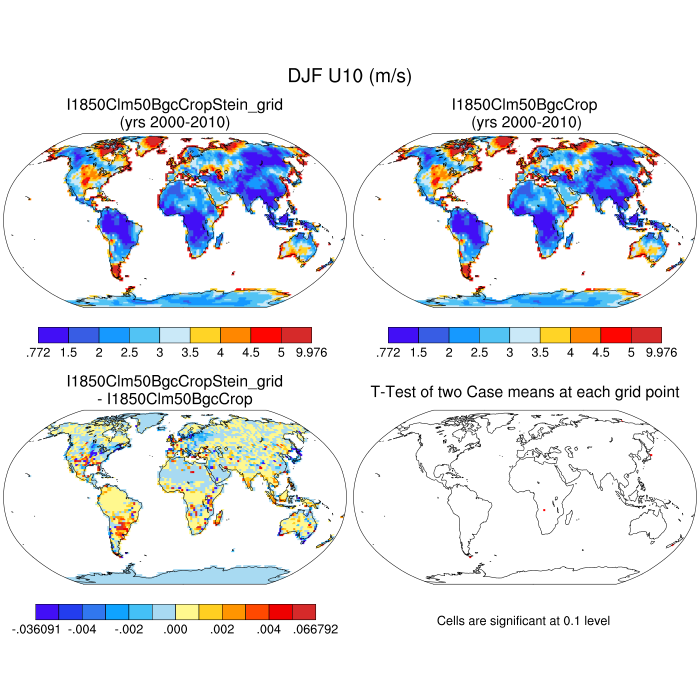 DJF U10 (m/s)
I1850Clm50BgcCropStein_grid
(yrs 2000-2010)
I1850Clm50BgcCrop
(yrs 2000-2010)
.772 1.5 2 2.5 3 3.5 4 4.5 5 9.976
.772 1.5 2 2.5 3 3.5 4 4.5 5 9.976
I1850Clm50BgcCropStein_grid
- I1850Clm50BgcCrop
T-Test of two Case means at each grid point
-.036091 -.004 -.002 .000 .002 .004 .066792
Cells are significant at 0.1 level